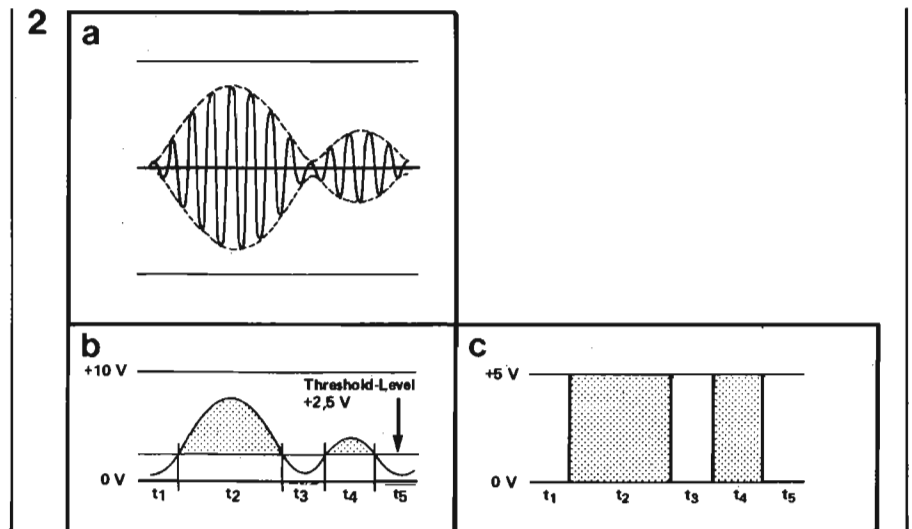 2
a
b
+10 V
Threshold-Level
+2,5 V
0 V
t1 t2 t3 t4 t5
c
+5 V
0 V
t1 t2 t3 t4 t5